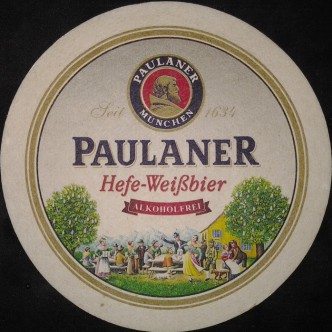 PAULANER
MÜNCHEN
Seit 1634
PAULANER
Hefe-Weißbier
ALKOHOLFREI